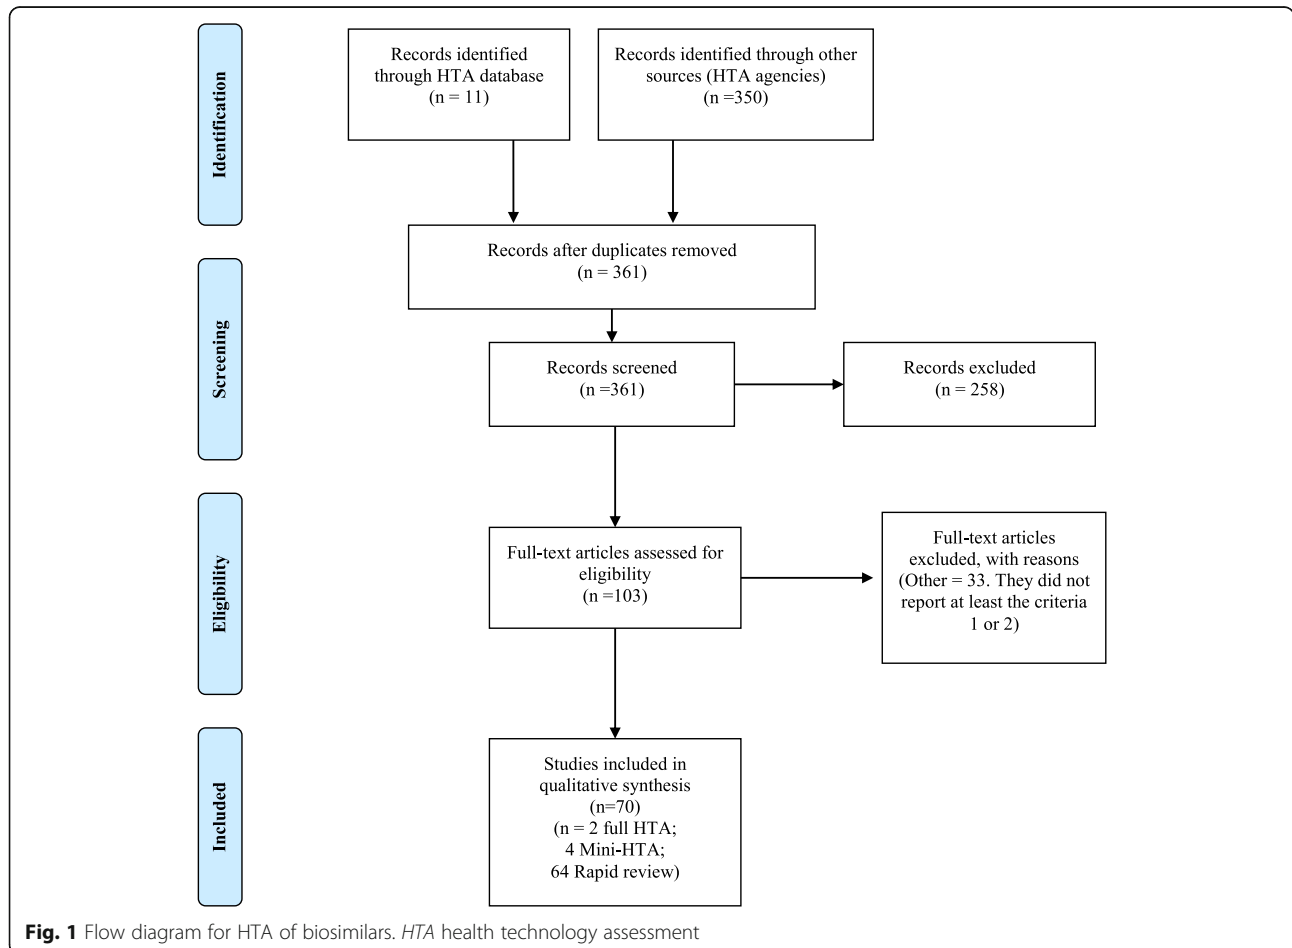 Identification
Records identified
through HTA database
(n = 11)
Records identified through other
sources (HTA agencies)
(n =350)
Records after duplicates removed
(n = 361)
Screening
Records screened
(n =361)
Records excluded
(n = 258)
Eligibility
Full-text articles assessed for
eligibility
(n =103)
Full-text articles
excluded, with reasons
(Other = 33. They did not
report at least the criteria
1 or 2)
Included
Studies included in
qualitative synthesis
(n=70)
(n = 2 full HTA;
4 Mini-HTA;
64 Rapid review)
Fig. 1 Flow diagram for HTA of biosimilars. HTA health technology assessment